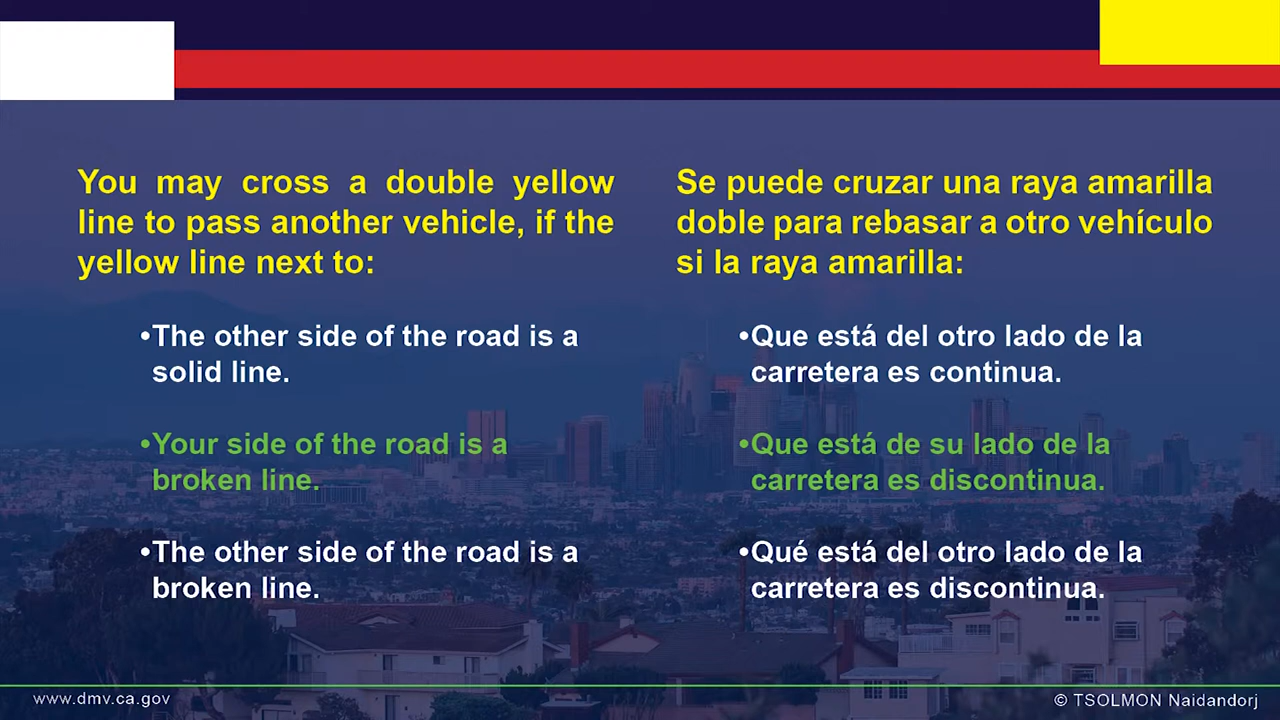 You may cross a double yellow
line to pass another vehicle, if the
yellow line next to:
•The other side of the road is a
solid line.
•Your side of the road is a
broken line.
•The other side of the road is a
broken line.
Se puede cruzar una raya amarilla
doble para rebasar a otro vehículo
si la raya amarilla:
•Que está del otro lado de la
carretera es continua.
•Que está de su lado de la
carretera es discontinua.
•Qué está del otro lado de la
carretera es discontinua.
www.dmv.ca.gov
© TSOLMON Naidandorj